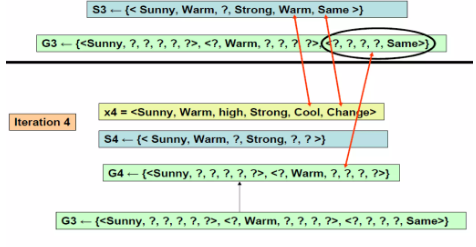 S3 ← {< Sunny, Warm, ?, Strong, Warm, Same >}
G3 ← {<Sunny, ?, ?, ?, ?, ?>, <?, Warm, ?, ?, ?, ?>, <?, ?, ?, ?, ?, Same>}
x4 = <Sunny, Warm, high, Strong, Cool, Change>
Iteration 4
S4 ← {< Sunny, Warm, ?, Strong, ?, ? >}
G4 ← {<Sunny, ?, ?, ?, ?, ?>, <?, Warm, ?, ?, ?, ?>}
G3 ← {<Sunny, ?, ?, ?, ?, ?>, <?, Warm, ?, ?, ?, ?>, <?, ?, ?, ?, ?, Same>}